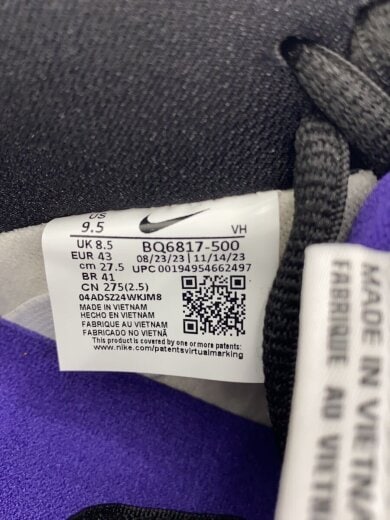 US
9.5 VH
UK 8.5 BQ6817-500
EUR 43 08/23/23 | 11/14/23
cm 27.5 UPC 00194954662497
BR 41
CN 275(2.5)
04ADSZ24WKJM8
MADE IN VIETNAM
HECHO EN VIETNAM
FABRIQUE AU VIETNAM
FABRICADO NO VIETNÃ
This product is covered by one or more patents:
www.nike.com/patentsvirtualmarking
MADE IN VIETNA
FABRIQUE AU VIETN